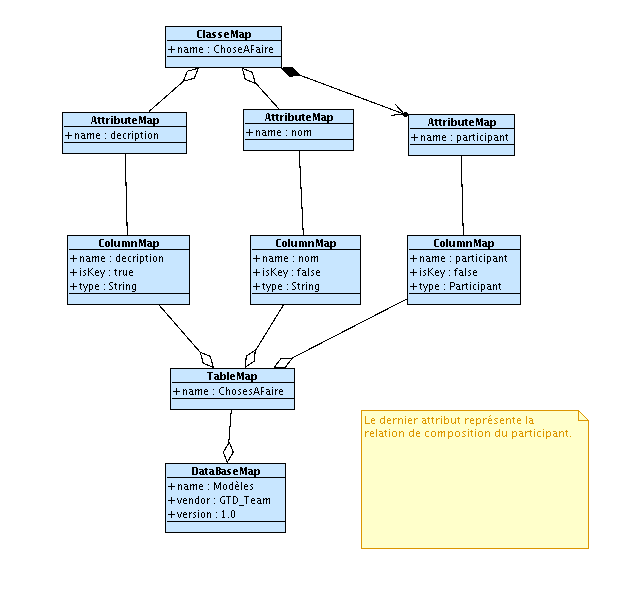 ClasseMap
+ name : ChoseAFaire
AttributeMap
+ name : decription
AttributeMap
+ name : nom
AttributeMap
+ name : participant
ColumnMap
+ name : decription
+ isKey : true
+ type : String
ColumnMap
+ name : nom
+ isKey : false
+ type : String
ColumnMap
+ name : participant
+ isKey : false
+ type : Participant
TableMap
+ name : ChosesAFaire
Le dernier attribut représente la
relation de composition du participant.
DataBaseMap
+ name : Modèles
+ vendor : GTD_Team
+ version : 1.0